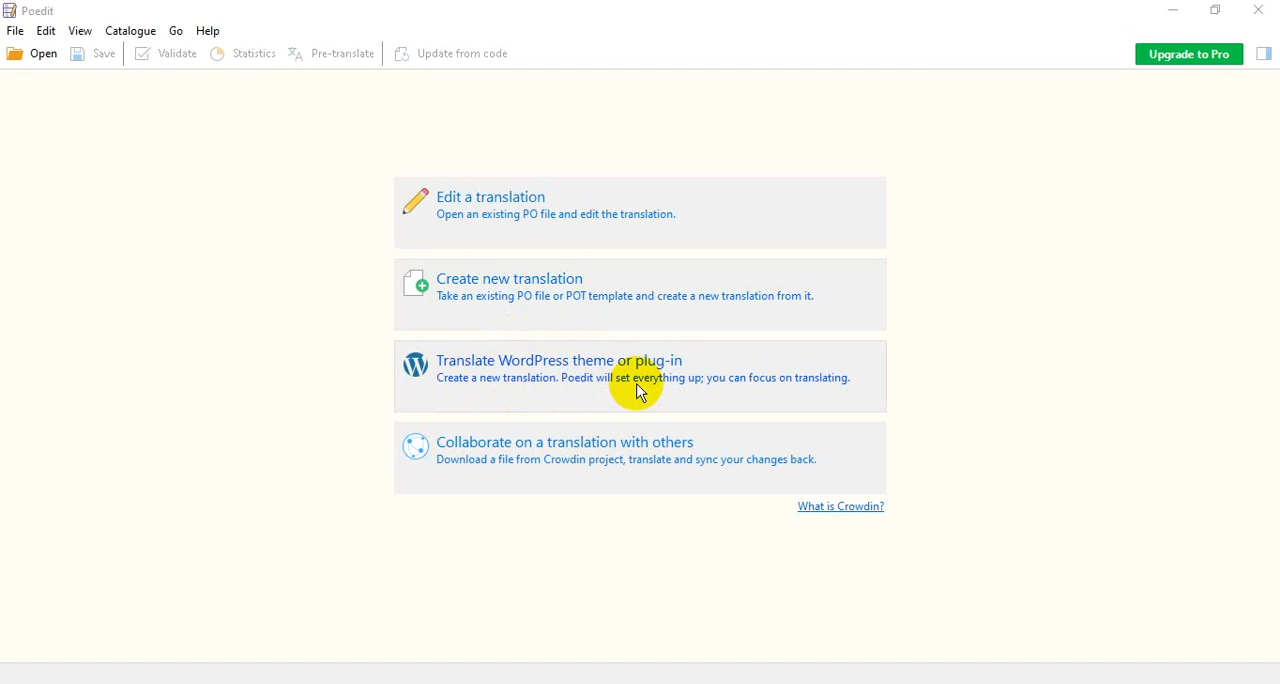 Poedit
File Edit View Catalogue Go Help
Open Save Validate Statistics Pre-translate Update from code Upgrade to Pro
Edit a translation
Open an existing PO file and edit the translation.
Create new translation
Take an existing PO file or POT template and create a new translation from it.
Translate WordPress theme or plug-in
Create a new translation. Poedit will set everything up; you can focus on translating.
Collaborate on a translation with others
Download a file from Crowdin project, translate and sync your changes back.
What is Crowdin?